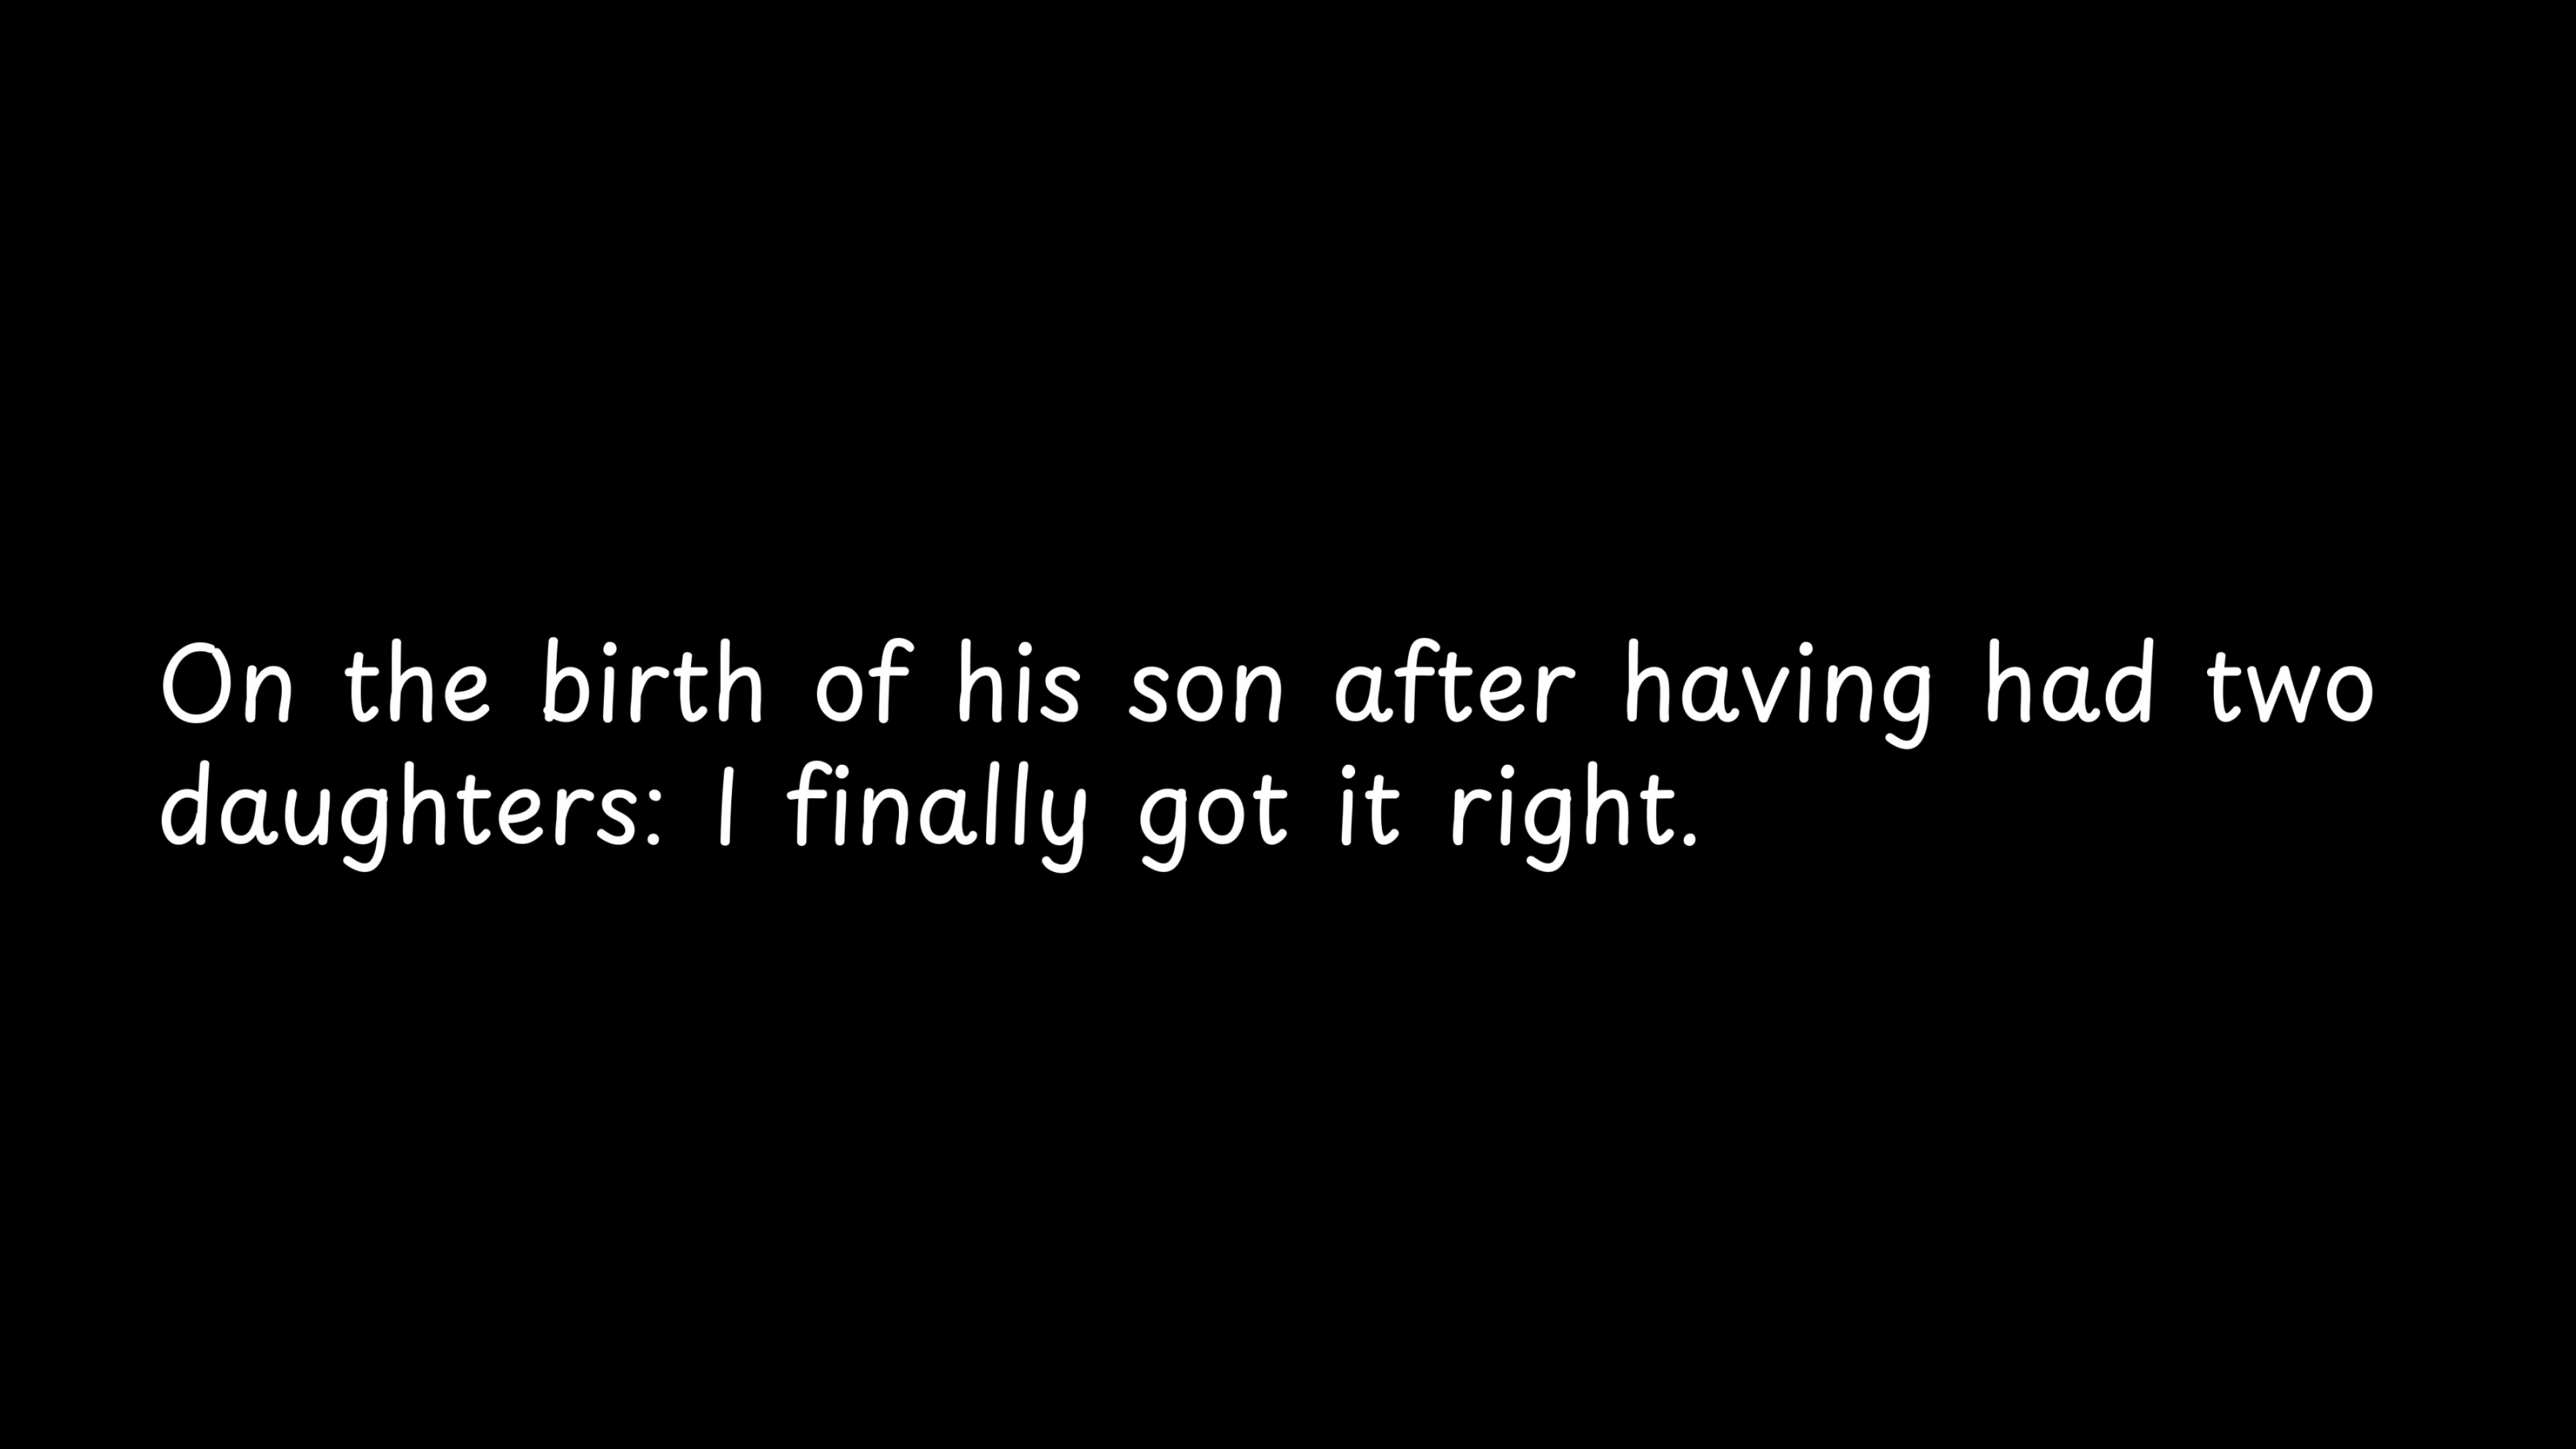 On the birth of his son after having had two
daughters: I finally got it right.